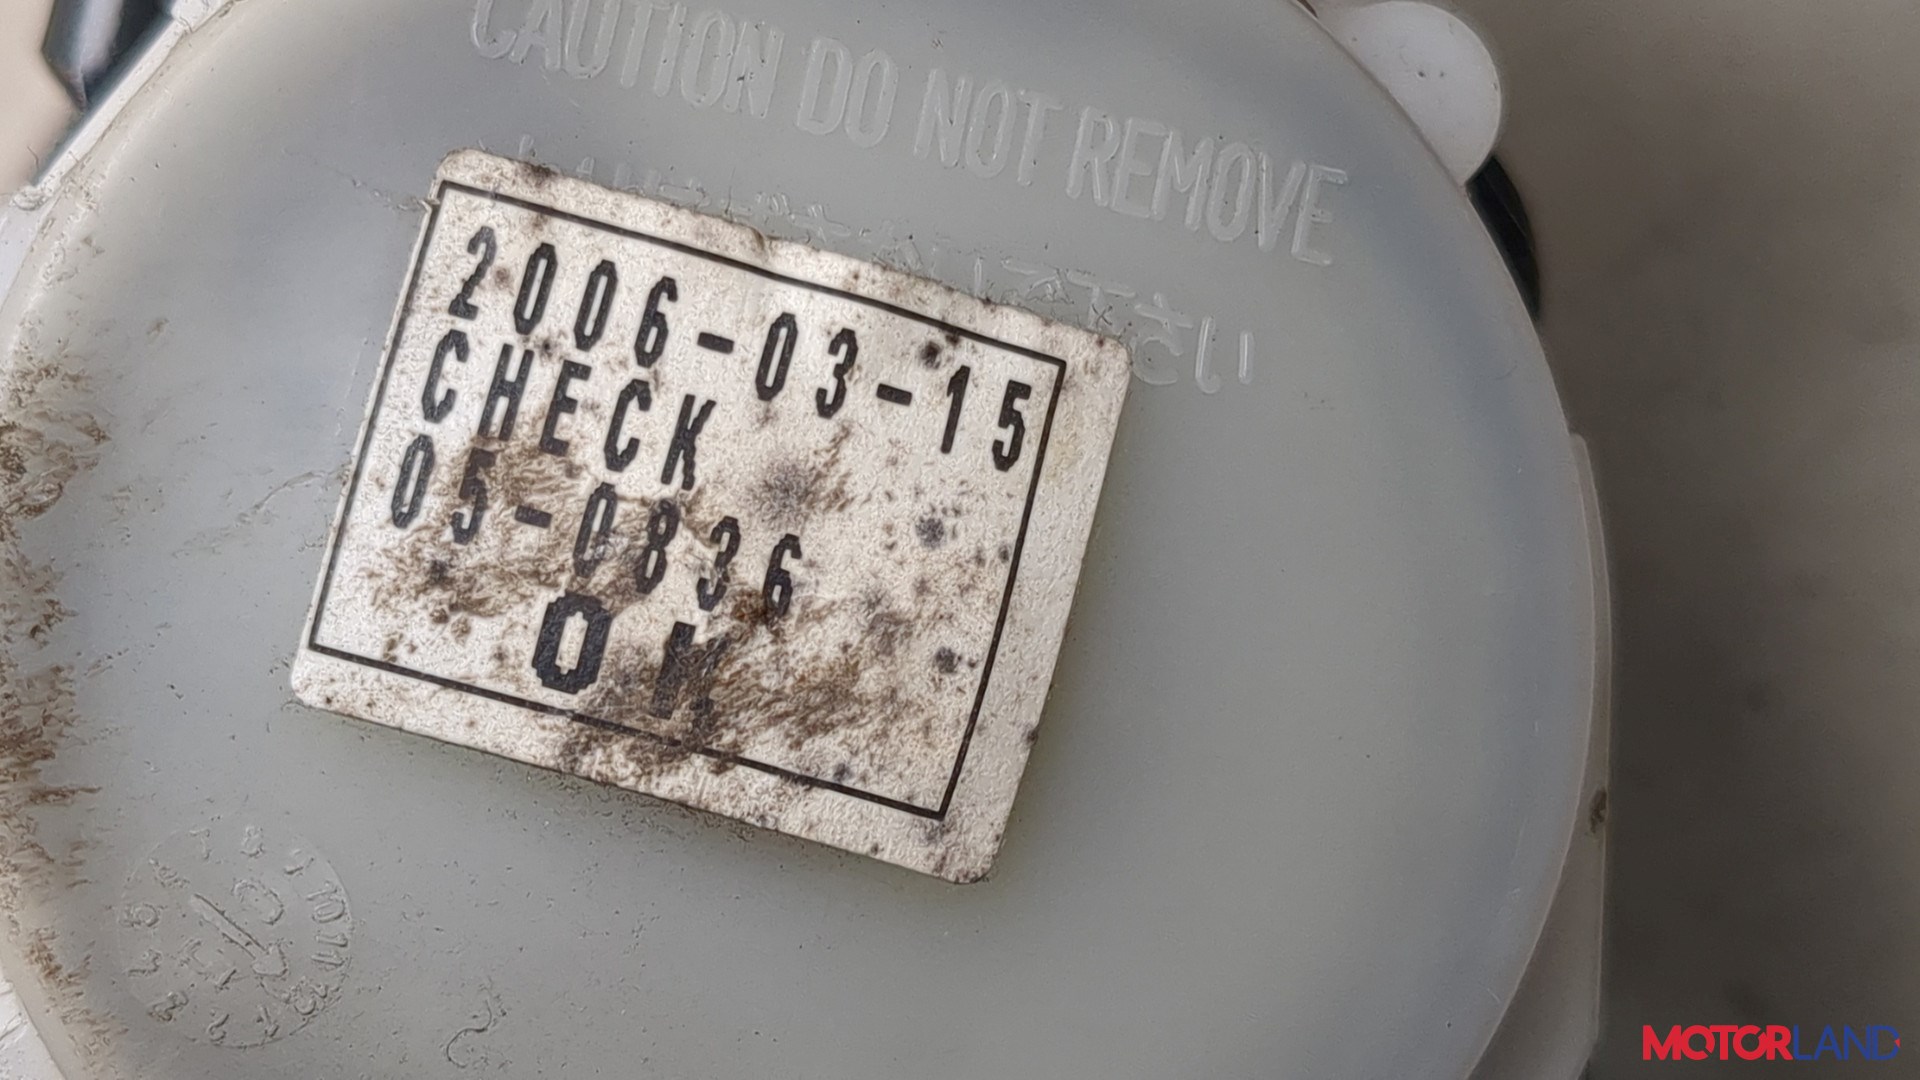 CAUTION DO NOT REMOVE
2006-03-15
CHECK
05-0836
OK
MOTORLAND